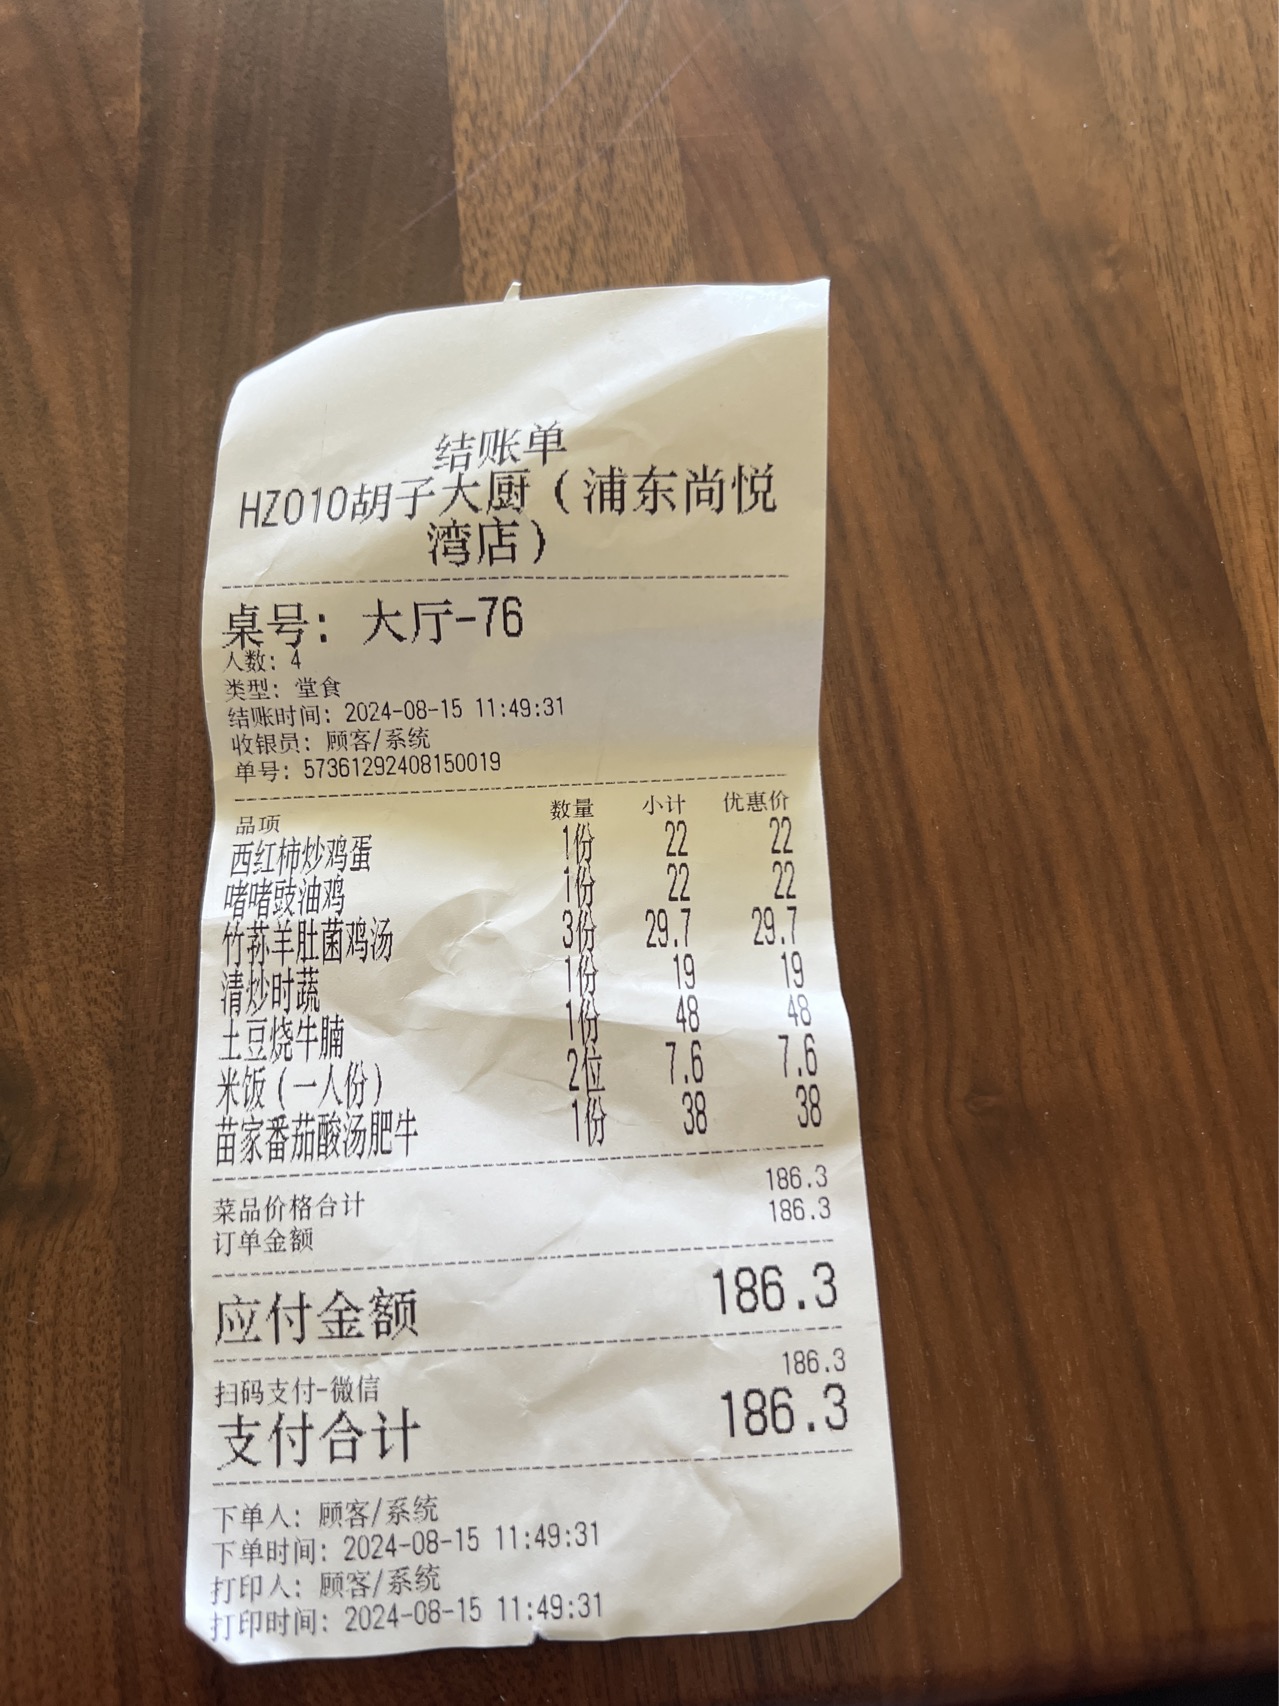 结账单
HZ010胡子大厨（浦东尚悦
湾店）
桌号：大厅-76
人数：4
类型：堂食
结账时间：2024-08-15 11:49:31
收银员：顾客/系统
单号：57361292408150019
品项 数量 小计 优惠价
西红柿炒鸡蛋 1份 22 22
啫啫豉油鸡 1份 22 22
竹荪羊肚菌鸡汤 3份 29.7 29.7
清炒时蔬 1份 19 19
土豆烧牛腩 1份 48 48
米饭（一人份） 2位 7.6 7.6
苗家番茄酸汤肥牛 1份 38 38
菜品价格合计 186.3
订单金额 186.3
应付金额 186.3
扫码支付-微信 186.3
支付合计 186.3
下单人：顾客/系统
下单时间：2024-08-15 11:49:31
打印人：顾客/系统
打印时间：2024-08-15 11:49:31